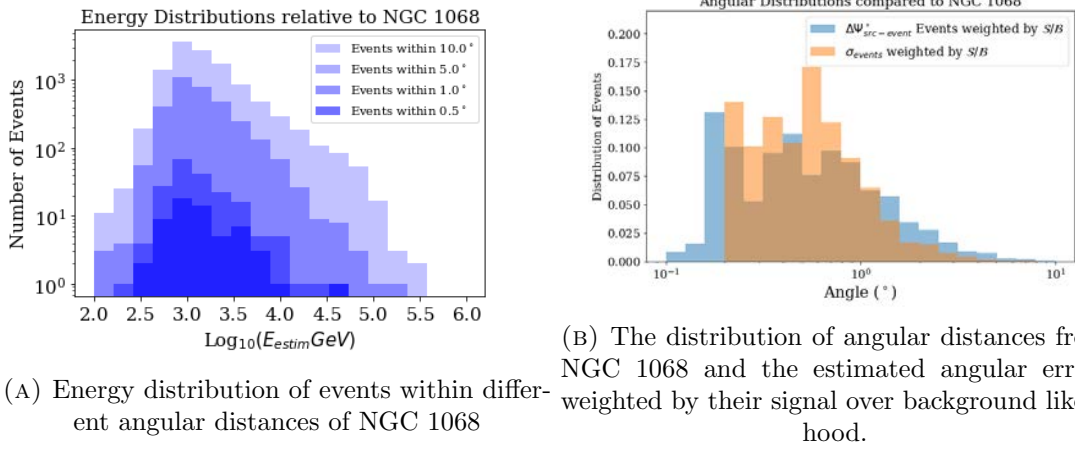 Energy Distributions relative to NGC 1068
Events within 10.0°
Events within 5.0°
Events within 1.0°
Events within 0.5°
Number of Events
10³
10²
10¹
10⁰
2.0 2.5 3.0 3.5 4.0 4.5 5.0 5.5 6.0
Log₁₀(E_estim GeV)
(A) Energy distribution of events within differ-
ent angular distances of NGC 1068
Angular Distributions compared to NGC 1068
ΔΨ°_src−event Events weighted by S/B
σ_events weighted by S/B
Distribution of Events
0.200
0.175
0.150
0.125
0.100
0.075
0.050
0.025
0.000
10⁻¹ 10⁰ 10¹
Angle (°)
(B) The distribution of angular distances fr
NGC 1068 and the estimated angular err
weighted by their signal over background like
hood.